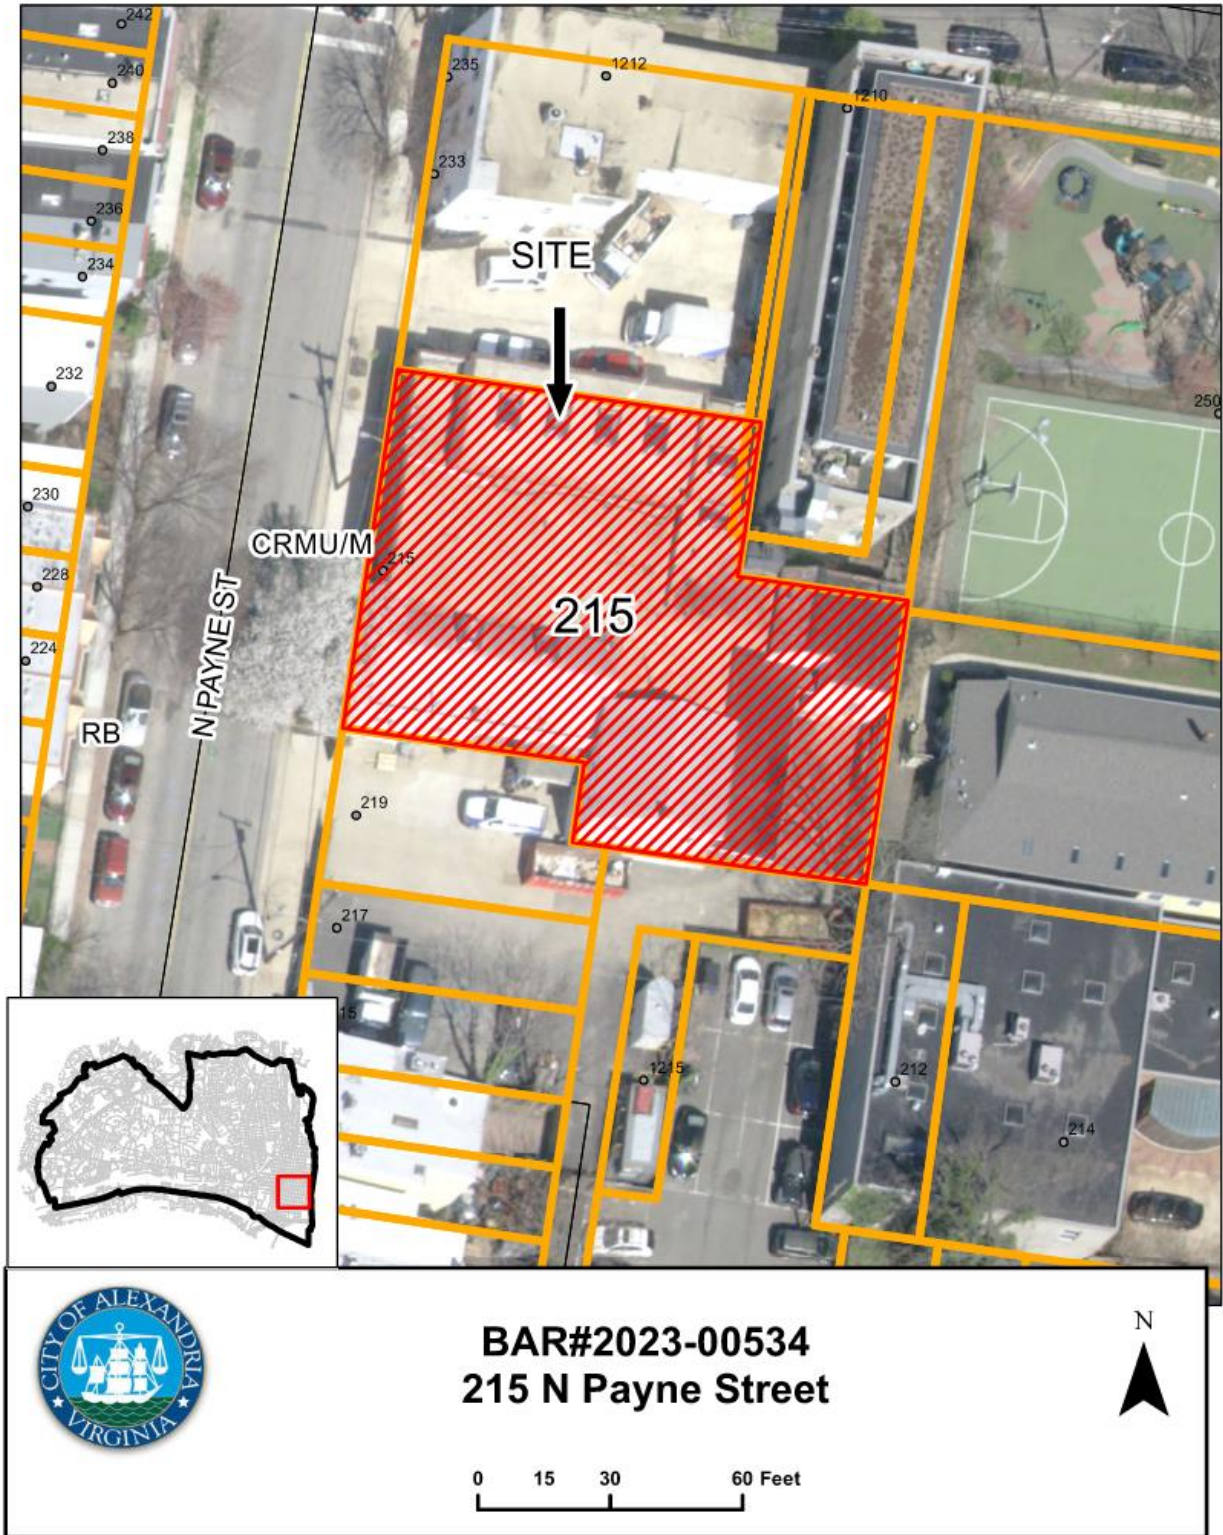 242
240
238
236
234
232
230
228
224
235
233
1212
1210
SITE
250
CRMU/M
215
215
N PAYNE ST
RB
219
217
15
1215
212
214
CITY OF ALEXANDRIA
VIRGINIA
BAR#2023-00534
215 N Payne Street
N
0 15 30 60 Feet